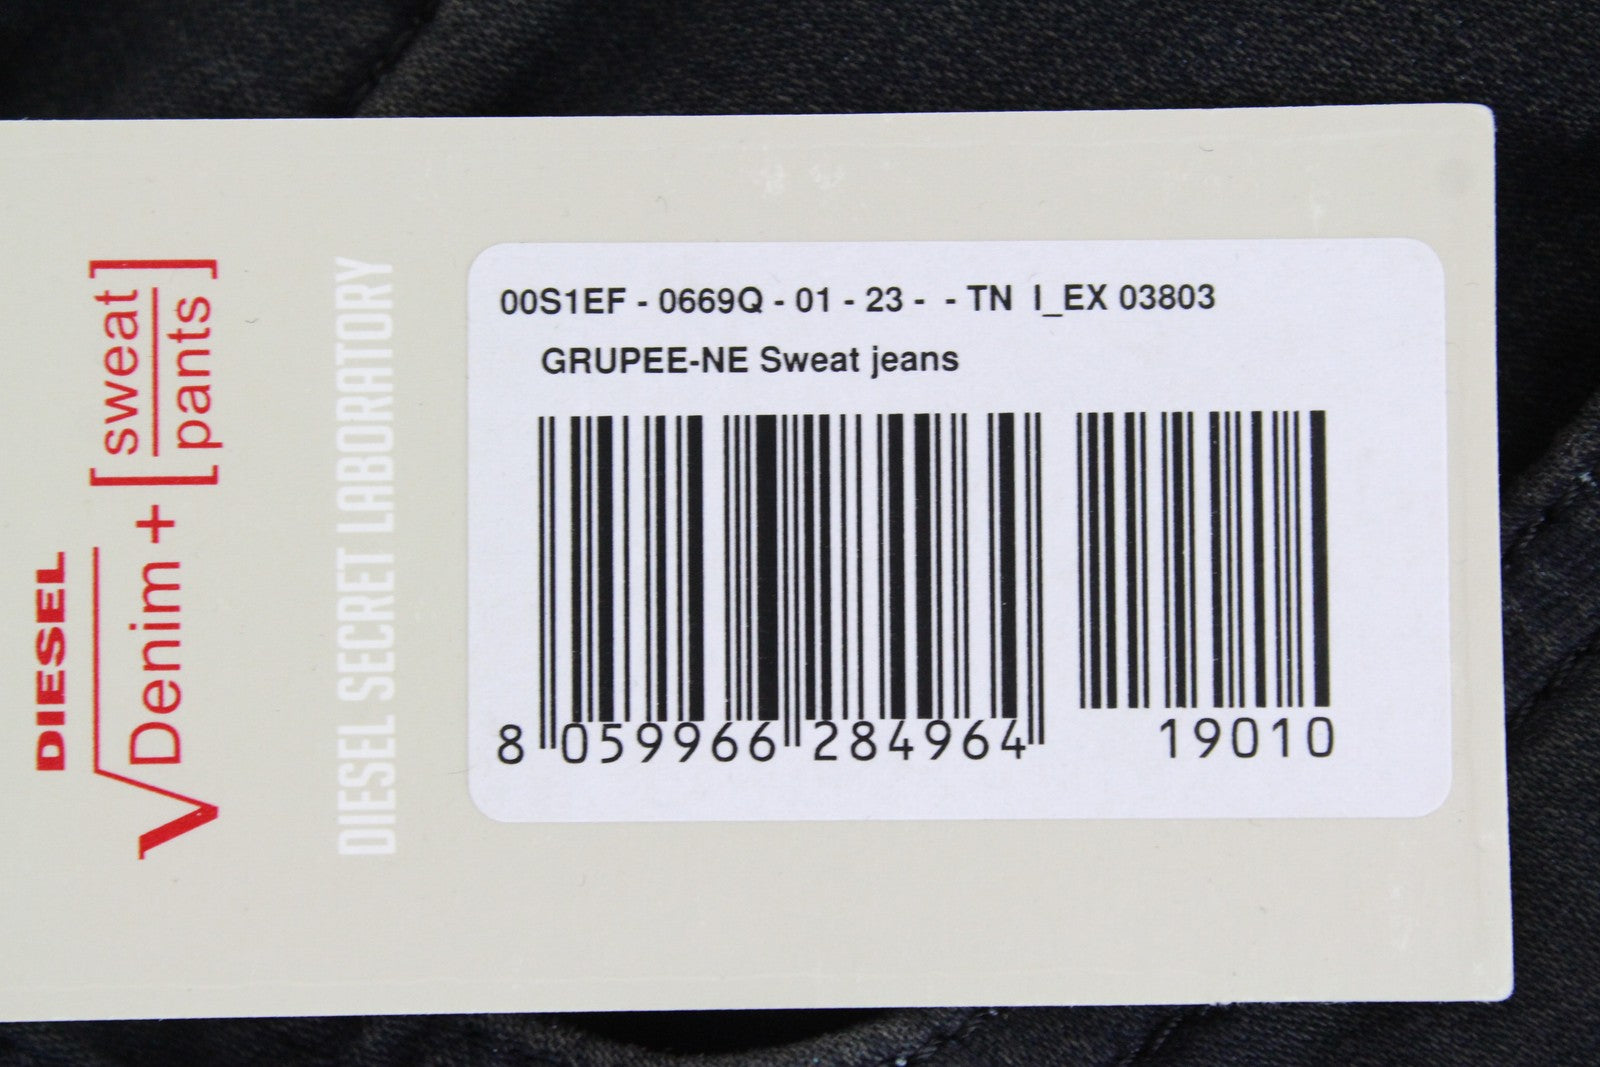 DIESEL
√Denim + [sweat
pants]
DIESEL SECRET LABORATORY
00S1EF - 0669Q - 01 - 23 -  - TN  I_EX 03803
GRUPEE-NE Sweat jeans
8 059966 284964 19010